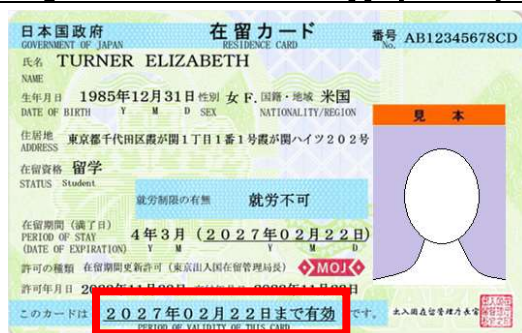 日本国政府 在留カード 番号 AB12345678CD
GOVERNMENT OF JAPAN RESIDENCE CARD No.
氏名 TURNER ELIZABETH
NAME
生年月日 1985年12月31日 性別 女 F. 国籍・地域 米国
DATE OF BIRTH Y M D SEX NATIONALITY/REGION
見 本
住居地 東京都千代田区霞が関1丁目1番1号霞が関ハイツ202号
ADDRESS
在留資格 留学
STATUS Student
就労制限の有無 就労不可
在留期間(満了日)
PERIOD OF STAY 4年3月(2027年02月22日)
(DATE OF EXPIRATION) Y M Y M D
許可の種類 在留期間更新許可(東京出入国在留管理局長) MOJ
許可年月日
このカードは 2027年02月22日まで有効 です。
PERIOD OF VALIDITY OF THIS CARD
出入国在留管理庁長官